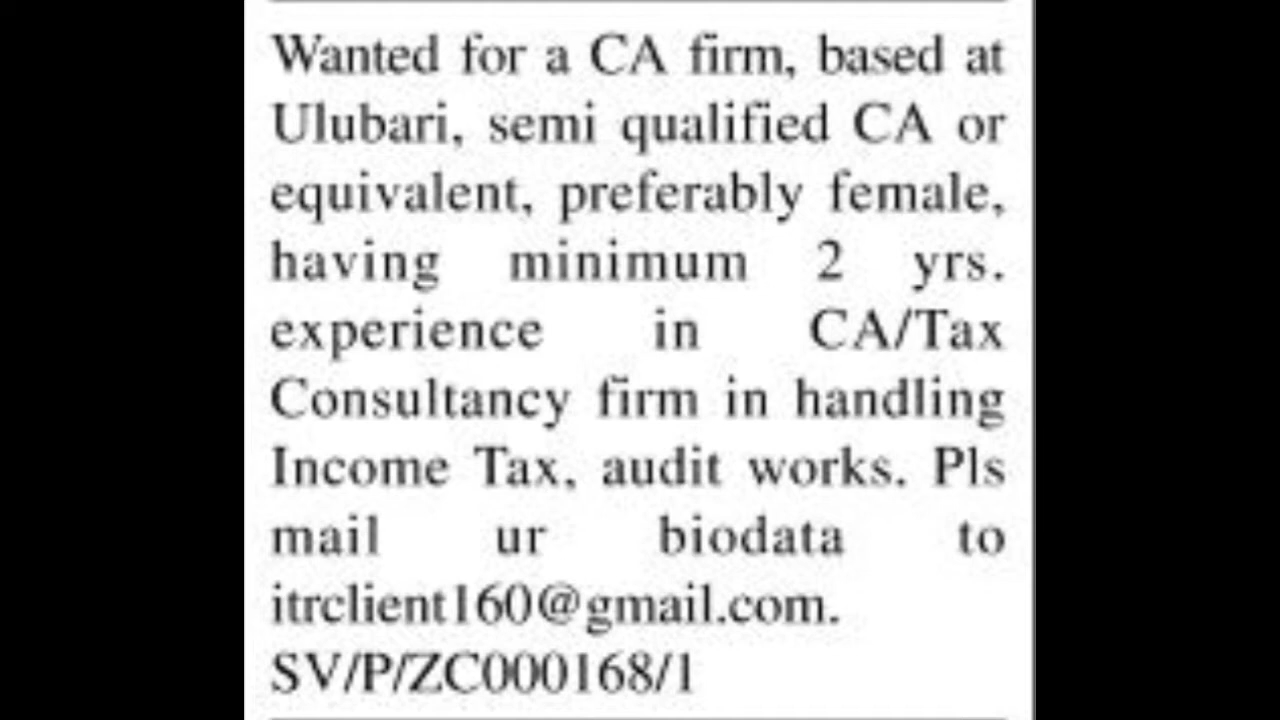 Wanted for a CA firm, based at
Ulubari, semi qualified CA or
equivalent, preferably female,
having minimum 2 yrs.
experience in CA/Tax
Consultancy firm in handling
Income Tax, audit works. Pls
mail ur biodata to
itrclient160@gmail.com.
SV/P/ZC000168/1